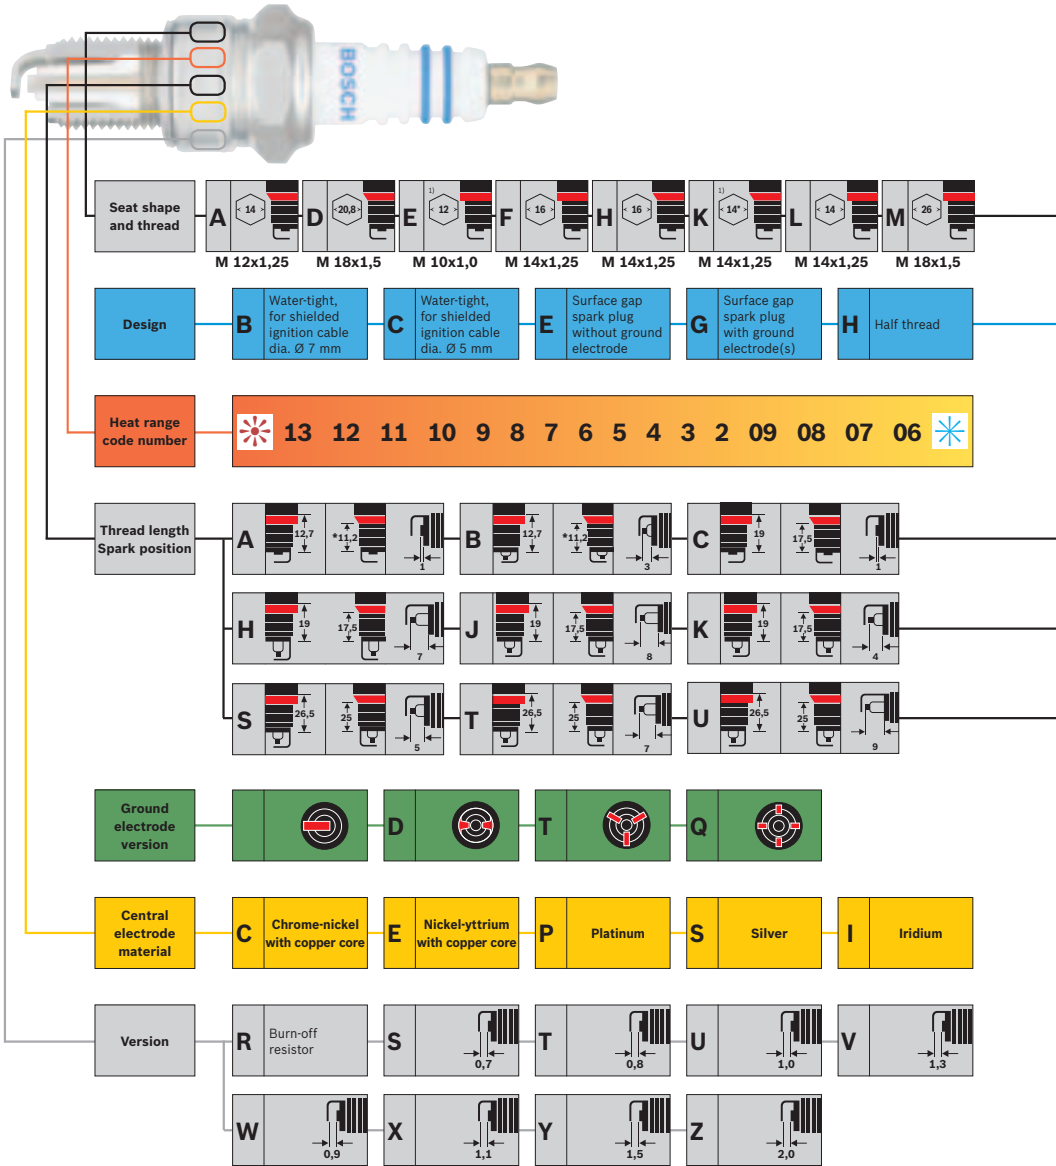 BOSCH
Seat shape
and thread
A < 14 > D <20,8> E 1) < 12 > F < 16 > H < 16 > K 1) <14*> L < 14 > M < 26 >
M 12x1,25 M 18x1,5 M 10x1,0 M 14x1,25 M 14x1,25 M 14x1,25 M 14x1,25 M 18x1,5
Design
B Water-tight,
for shielded
ignition cable
dia. Ø 7 mm
C Water-tight,
for shielded
ignition cable
dia. Ø 5 mm
E Surface gap
spark plug
without ground
electrode
G Surface gap
spark plug
with ground
electrode(s)
H Half thread
Heat range
code number
13 12 11 10 9 8 7 6 5 4 3 2 09 08 07 06
Thread length
Spark position
A 12,7 *11,2 1 B 12,7 *11,2 3 C 19 17,5 1
H 19 17,5 7 J 19 17,5 8 K 19 17,5 4
S 26,5 25 5 T 26,5 25 7 U 26,5 25 9
Ground
electrode
version
D T Q
Central
electrode
material
C Chrome-nickel
with copper core
E Nickel-yttrium
with copper core
P Platinum
S Silver
I Iridium
Version
R Burn-off
resistor
S 0,7 T 0,8 U 1,0 V 1,3
W 0,9 X 1,1 Y 1,5 Z 2,0